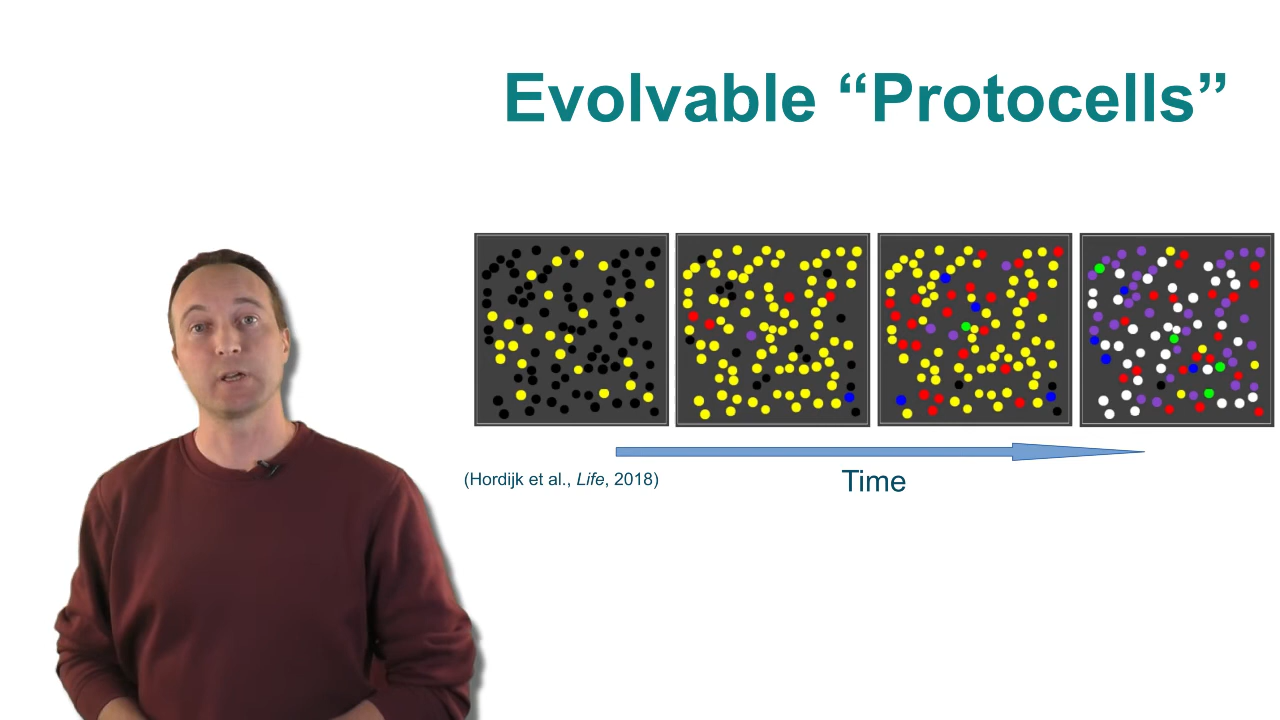 Evolvable “Protocells”
(Hordijk et al., Life, 2018)
Time